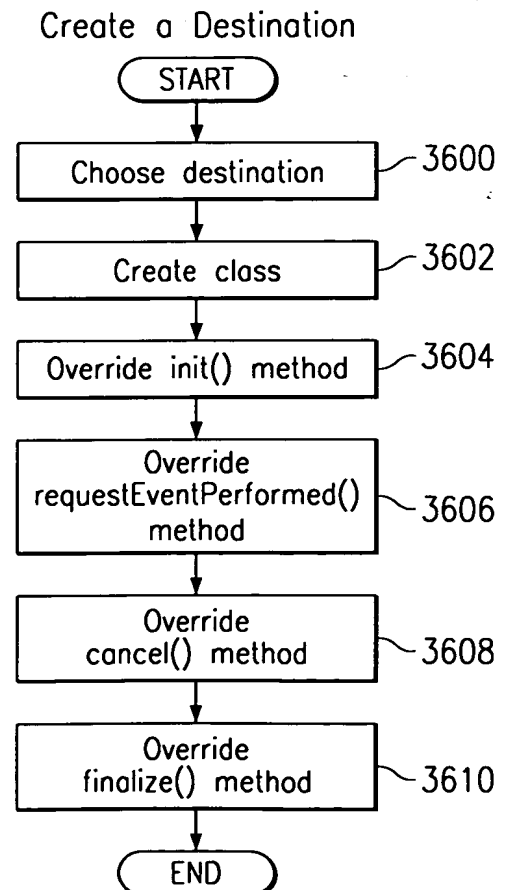 Create a Destination
START
Choose destination
3600
Create class
3602
Override init() method
3604
Override
requestEventPerformed()
method
3606
Override
cancel() method
3608
Override
finalize() method
3610
END